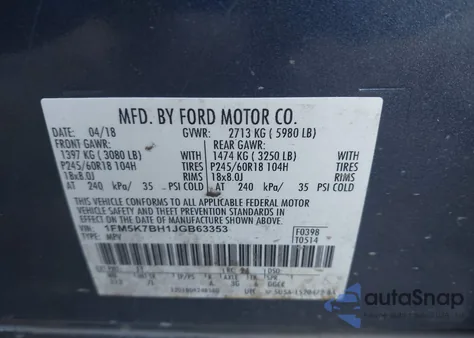 MFD. BY FORD MOTOR CO.
DATE: 04/18 GVWR: 2713 KG ( 5980 LB)
FRONT GAWR: REAR GAWR:
1397 KG ( 3080 LB) 1474 KG ( 3250 LB)
P245/60R18 104H TIRES P245/60R18 104H TIRES
18x8.0J 18x8.0J
AT 240 kPa/ 35 PSI COLD AT 240 kPa/ 35 PSI COLD
THIS VEHICLE CONFORMS TO ALL APPLICABLE FEDERAL MOTOR
VEHICLE SAFETY AND THEFT PREVENTION STANDARDS IN
EFFECT ON THE DATE OF MANUFACTURE SHOWN ABOVE.
VIN: 1FM5K7BH1JGB63353 F0398
TYPE: MPV T0514
autoSnap